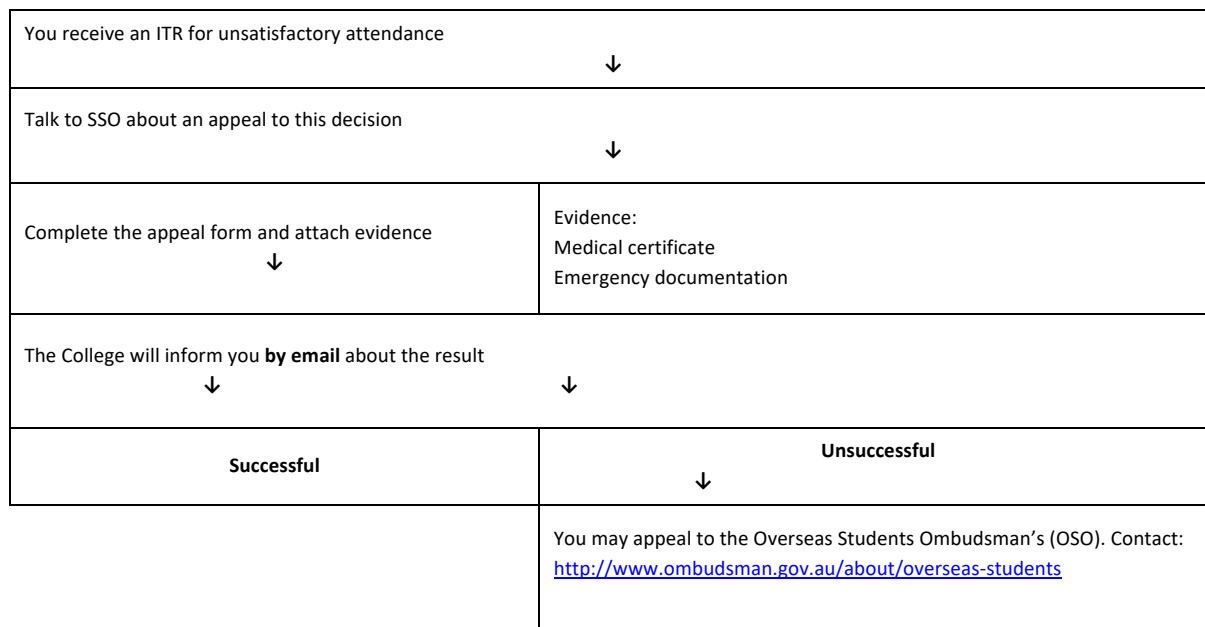 You receive an ITR for unsatisfactory attendance
↓
Talk to SSO about an appeal to this decision
↓
Complete the appeal form and attach evidence
↓
Evidence:
Medical certificate
Emergency documentation
The College will inform you by email about the result
↓ ↓
Successful
Unsuccessful
↓
You may appeal to the Overseas Students Ombudsman’s (OSO). Contact:
http://www.ombudsman.gov.au/about/overseas-students